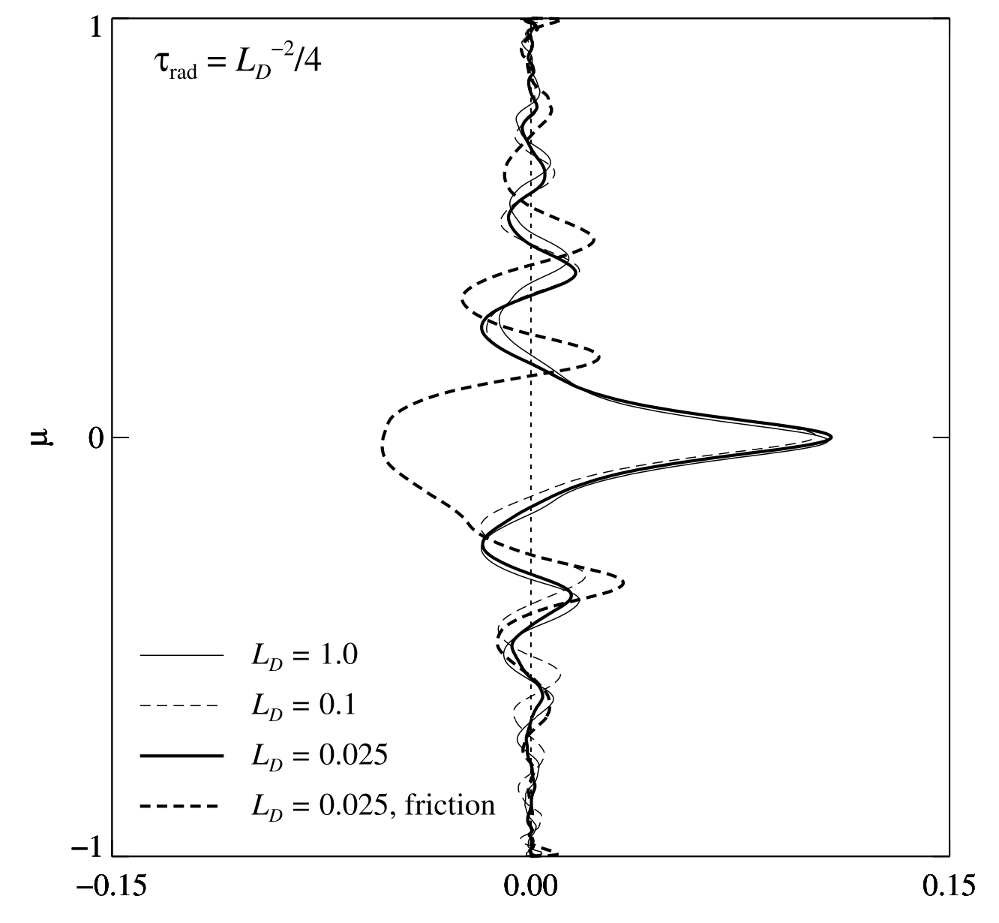 1
τrad = LD−2/4
μ
0
LD = 1.0
LD = 0.1
LD = 0.025
LD = 0.025, friction
−1
−0.15 0.00 0.15